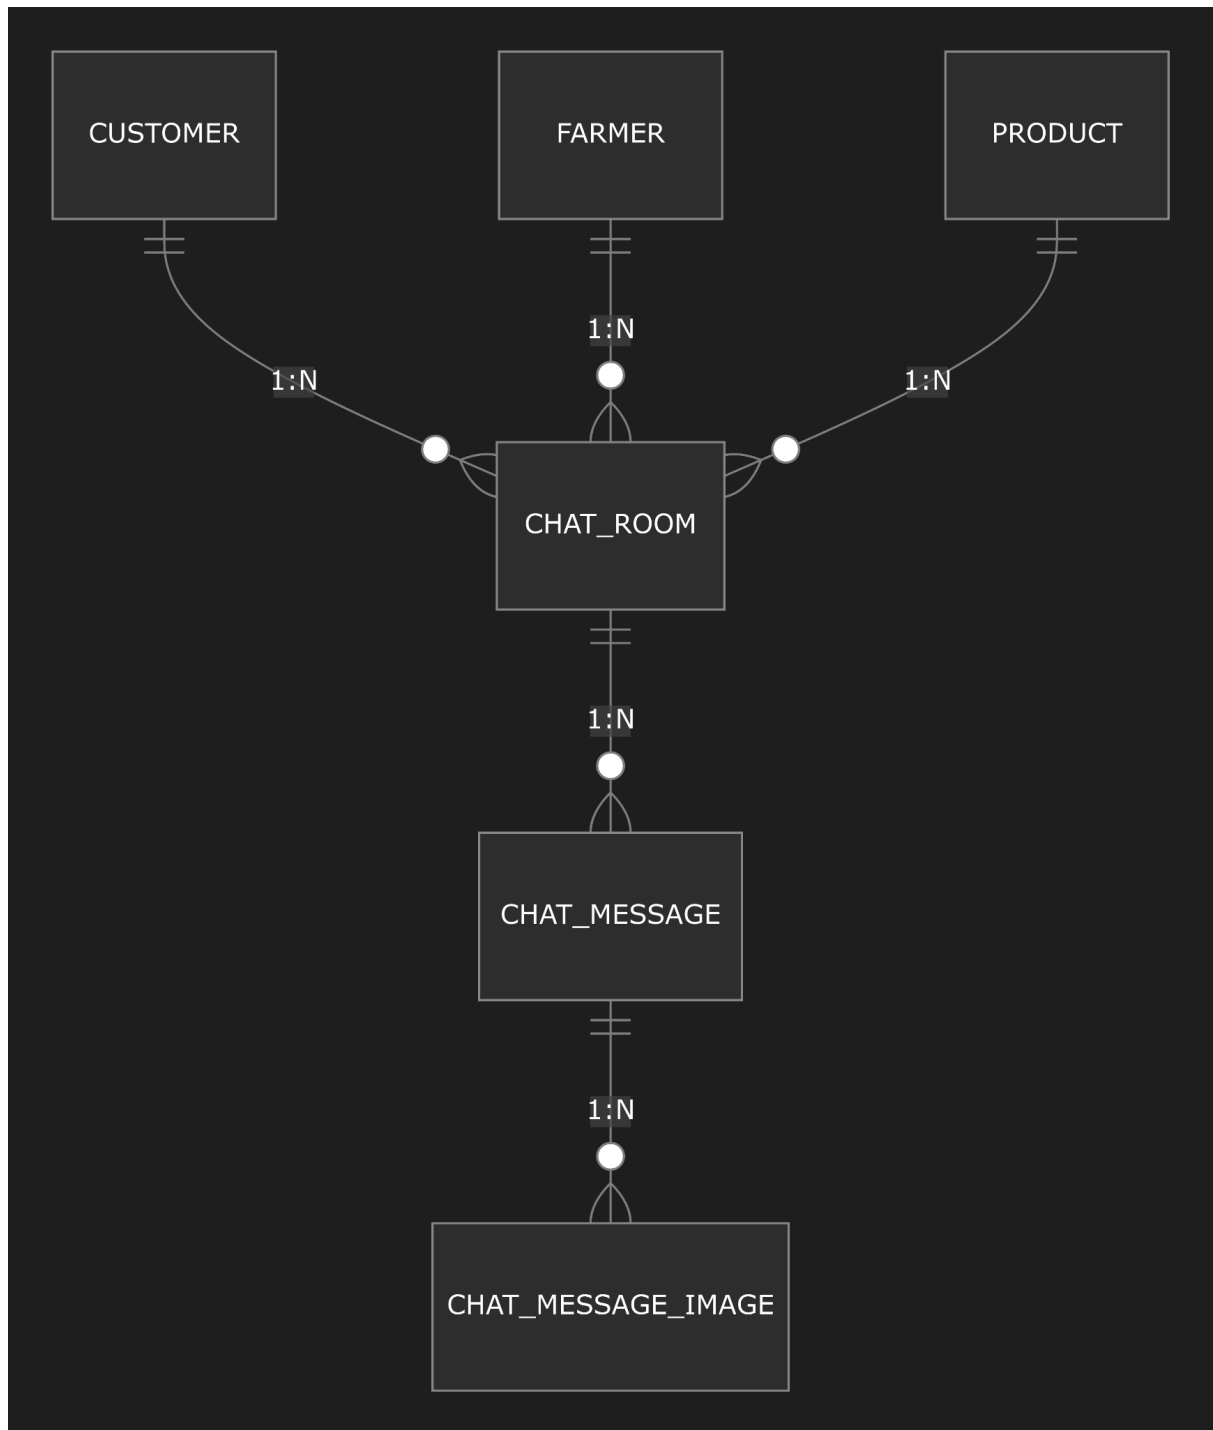 CUSTOMER
FARMER
PRODUCT
1:N
1:N
1:N
CHAT_ROOM
1:N
CHAT_MESSAGE
1:N
CHAT_MESSAGE_IMAGE